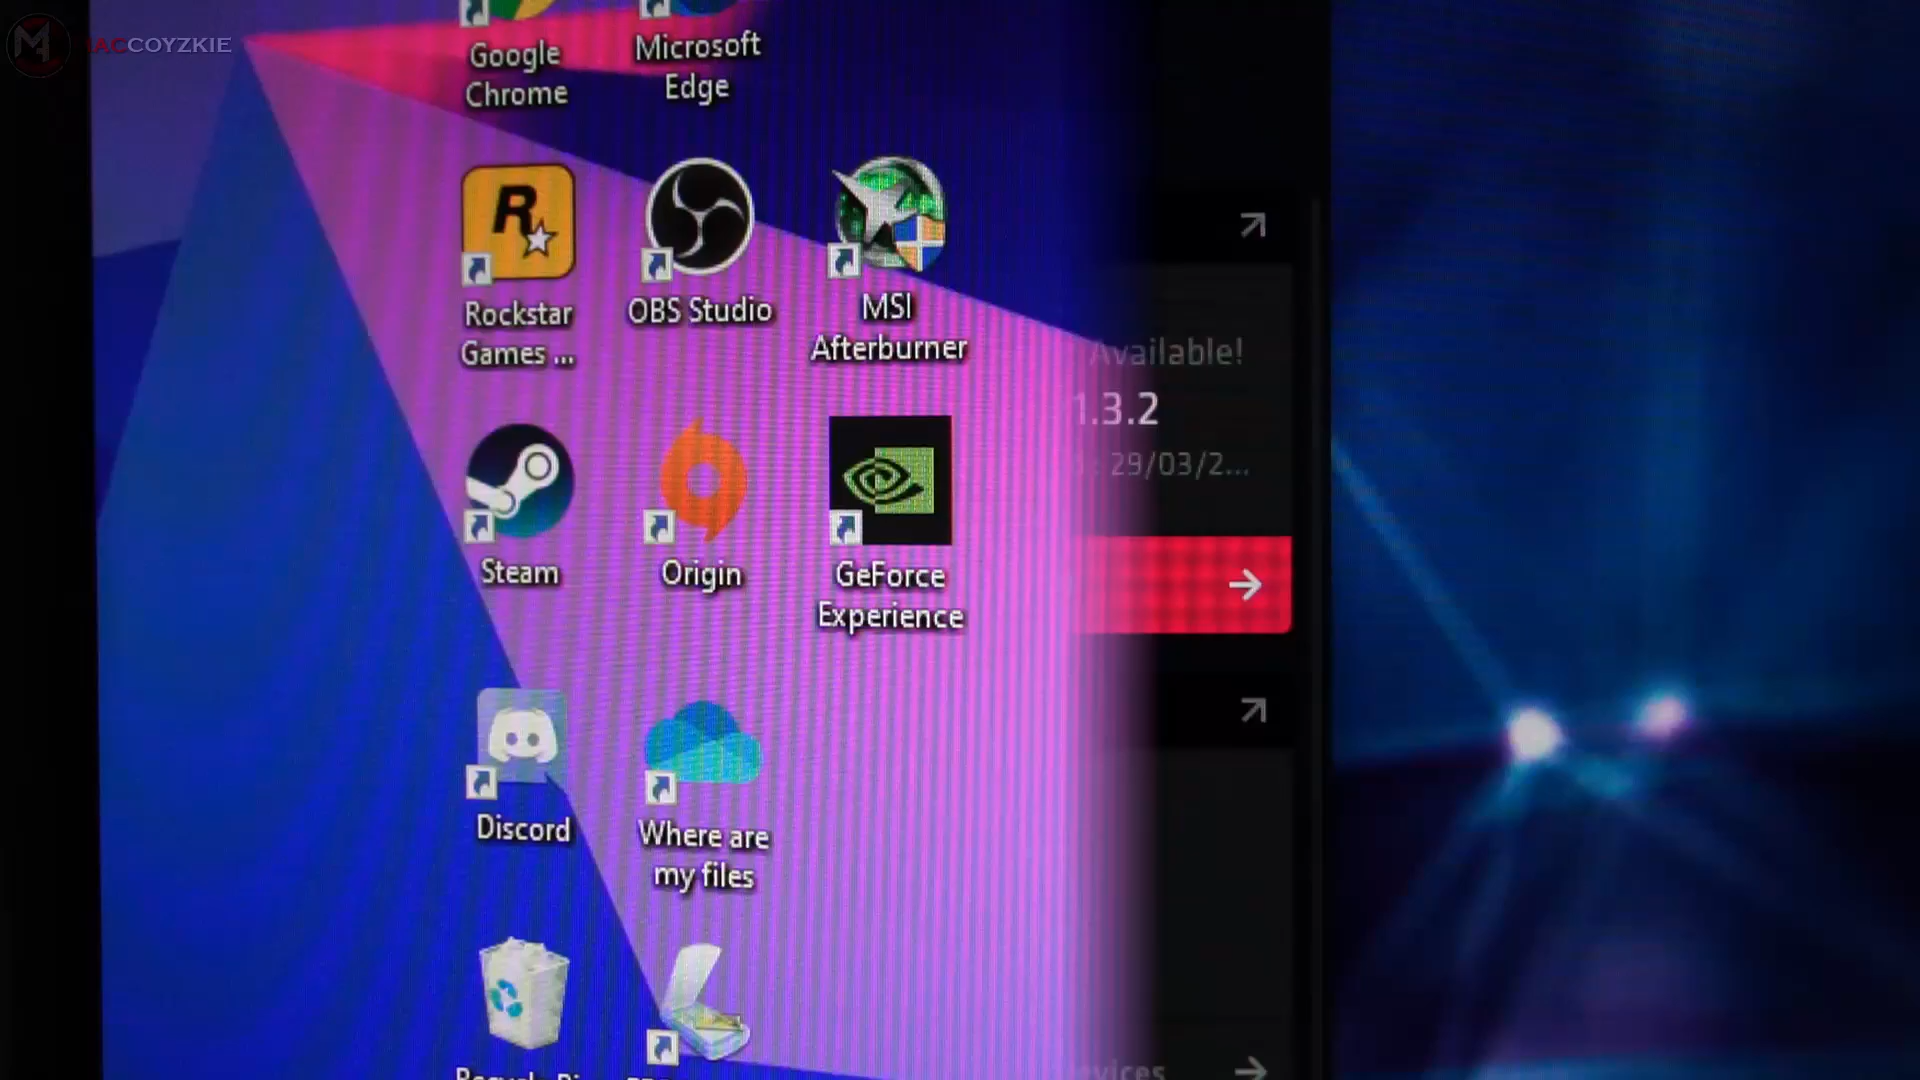 MACCOYZKIE
Google
Chrome
Microsoft
Edge
Rockstar
Games ...
OBS Studio
MSI
Afterburner
Available!
1.3.2
29/03/2...
Steam
Origin
GeForce
Experience
Discord
Where are
my files